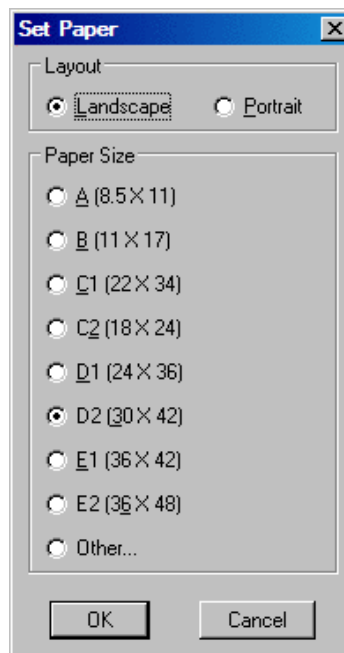 Set Paper
Layout
Landscape Portrait
Paper Size
A (8.5 X 11)
B (11 X 17)
C1 (22 X 34)
C2 (18 X 24)
D1 (24 X 36)
D2 (30 X 42)
E1 (36 X 42)
E2 (36 X 48)
Other...
OK Cancel